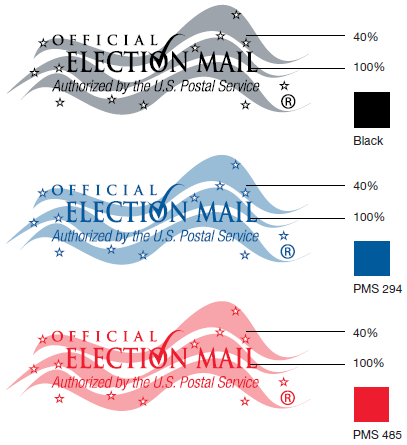 OFFICIAL
40%
ELECTION MAIL
100%
Authorized by the U.S. Postal Service
®
Black
OFFICIAL
40%
ELECTION MAIL
100%
Authorized by the U.S. Postal Service
®
PMS 294
OFFICIAL
40%
ELECTION MAIL
100%
Authorized by the U.S. Postal Service
®
PMS 485